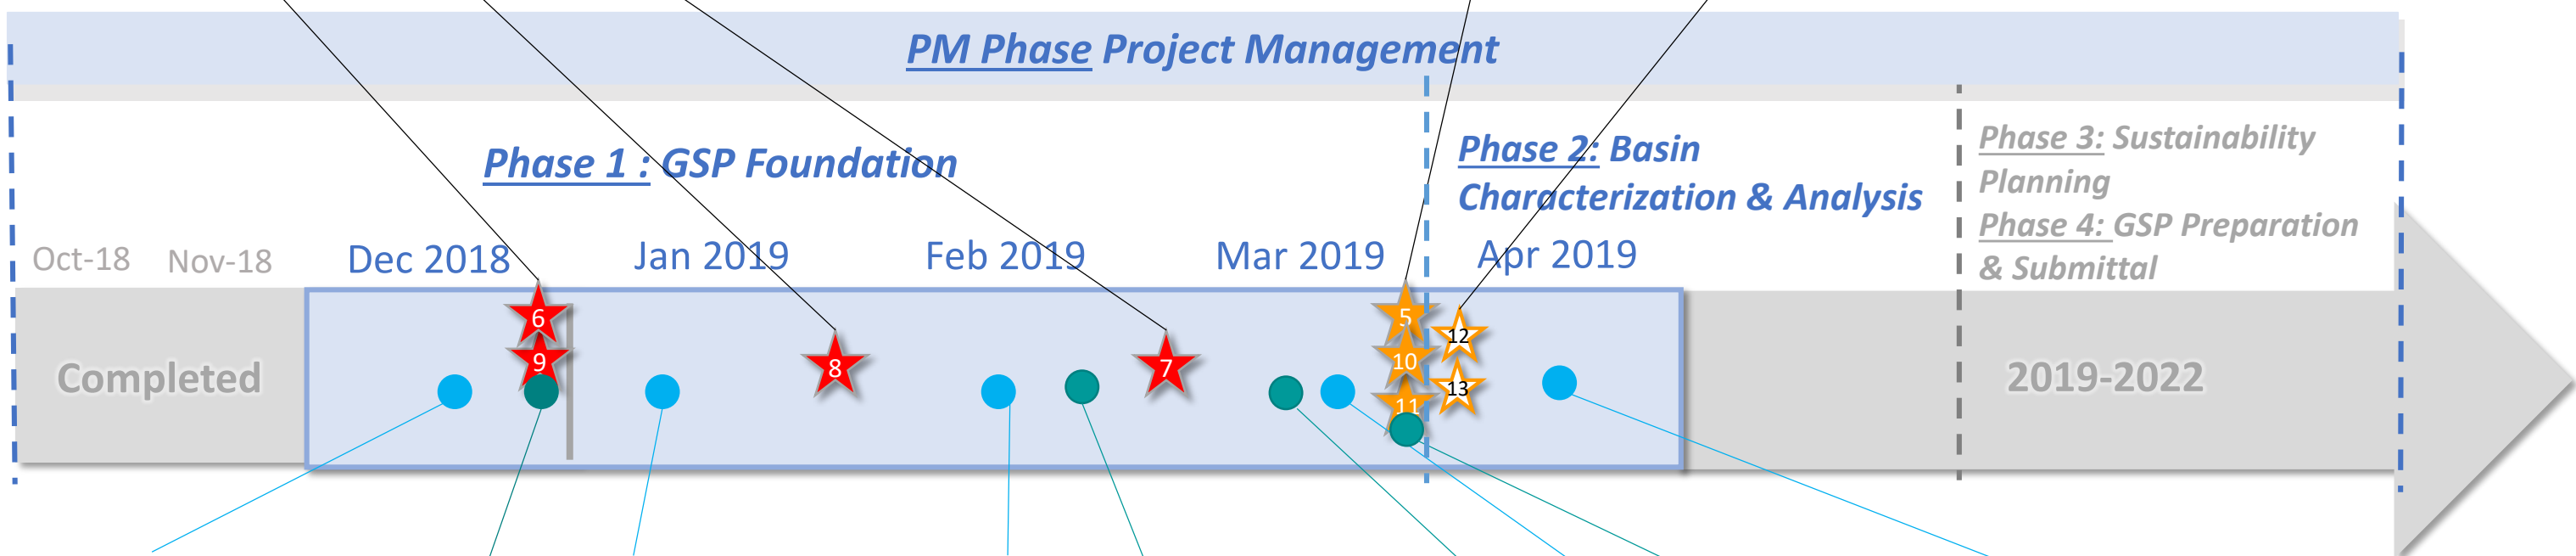 PM Phase Project Management
Phase 1 : GSP Foundation
Phase 2: Basin
Characterization & Analysis
Phase 3: Sustainability
Planning
Phase 4: GSP Preparation
& Submittal
Oct-18
Nov-18
Dec 2018
Jan 2019
Feb 2019
Mar 2019
Apr 2019
Completed
6
9
8
7
5
10
11
12
13
2019-2022